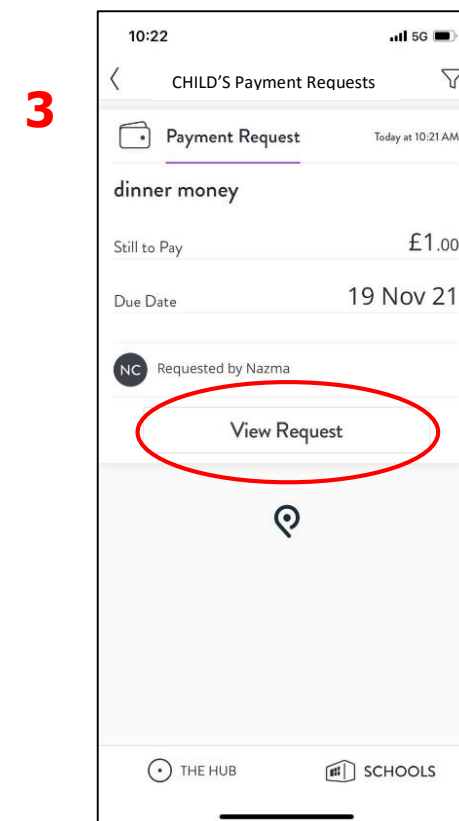 3
10:22 5G
CHILD'S Payment Requests
Payment Request Today at 10:21 AM
dinner money
Still to Pay £1.00
Due Date 19 Nov 21
NC Requested by Nazma
View Request
THE HUB SCHOOLS